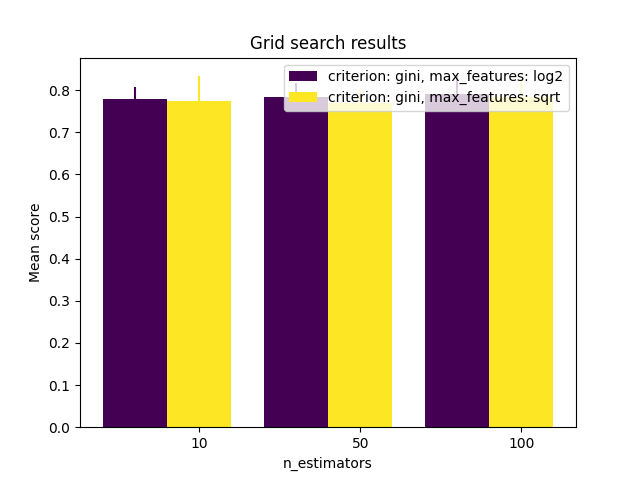 Grid search results
criterion: gini, max_features: log2
criterion: gini, max_features: sqrt
0.8
0.7
0.6
0.5
0.4
0.3
0.2
0.1
0.0
Mean score
10
50
100
n_estimators